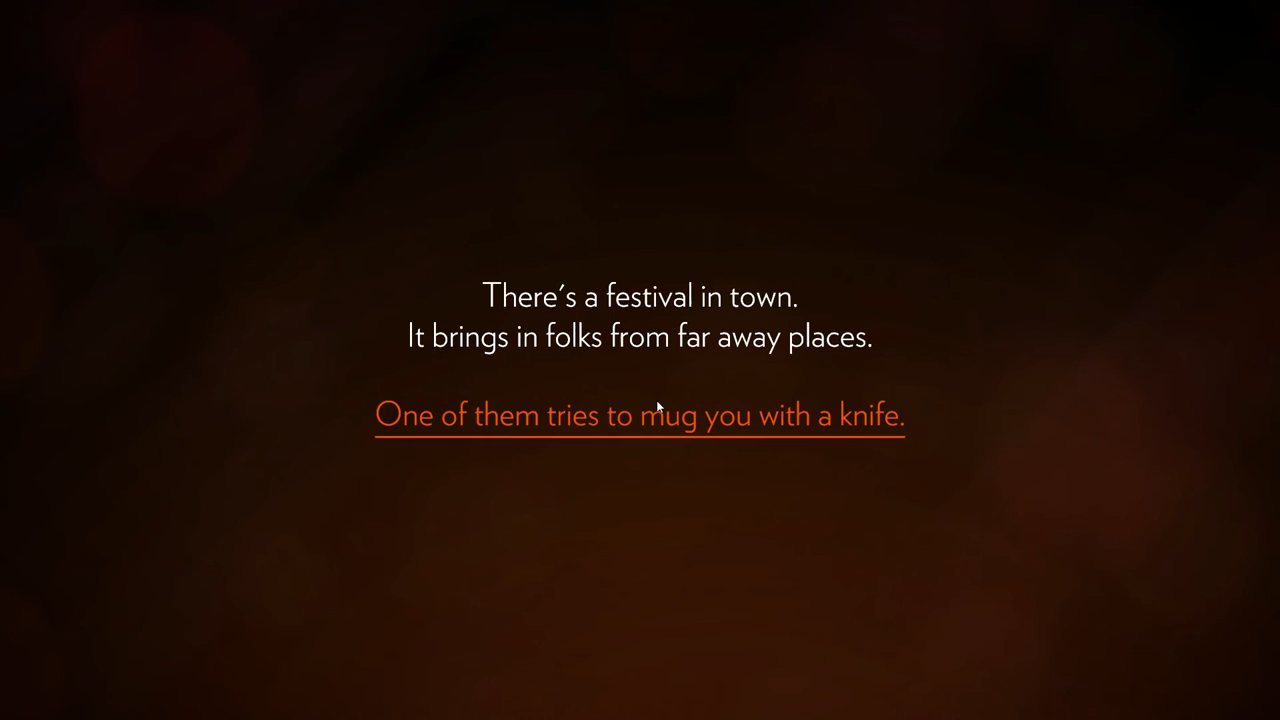 There's a festival in town.
It brings in folks from far away places.
One of them tries to mug you with a knife.